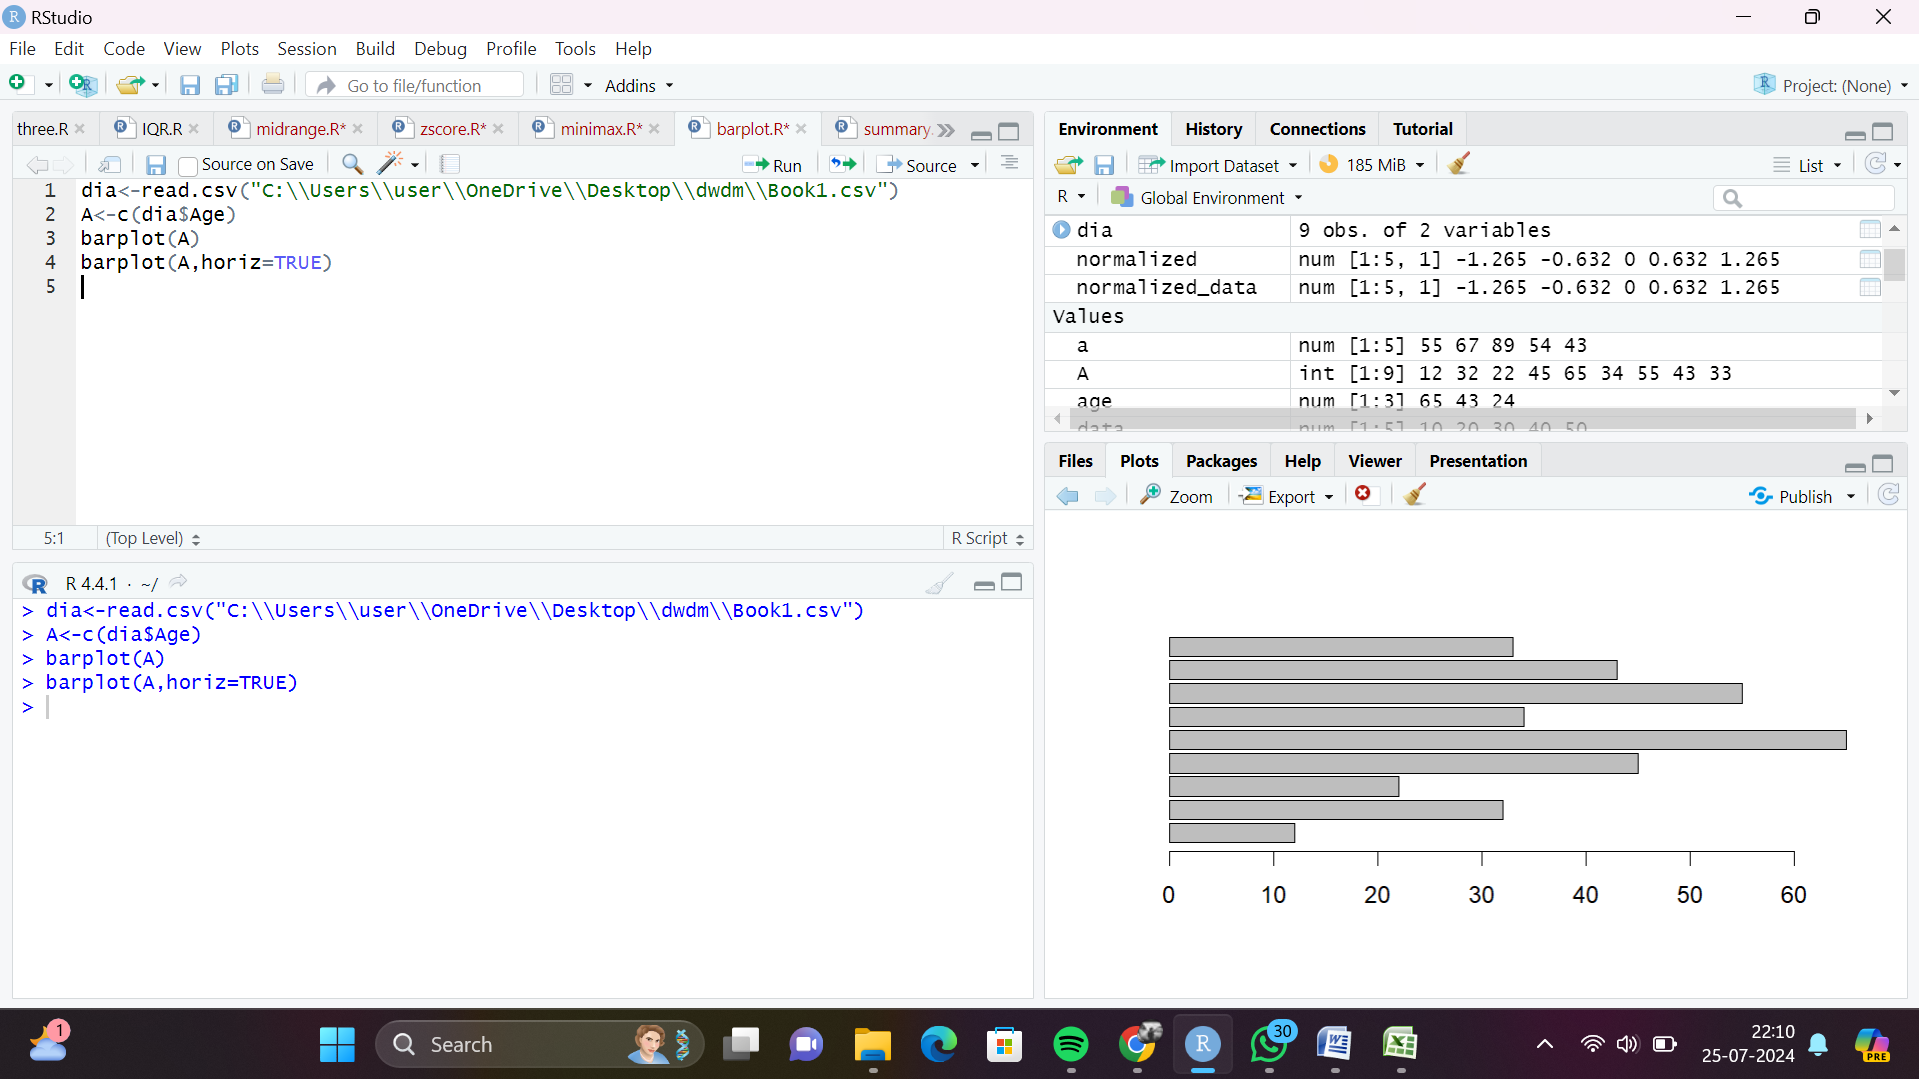 RStudio
File Edit Code View Plots Session Build Debug Profile Tools Help
Go to file/function Addins Project: (None)
three.R IQR.R midrange.R* zscore.R* minimax.R* barplot.R* summary.
Source on Save Run Source
1 dia<-read.csv("C:\\Users\\user\\OneDrive\\Desktop\\dwdm\\Book1.csv")
2 A<-c(dia$Age)
3 barplot(A)
4 barplot(A,horiz=TRUE)
5
5:1 (Top Level) R Script
R 4.4.1 · ~/
> dia<-read.csv("C:\\Users\\user\\OneDrive\\Desktop\\dwdm\\Book1.csv")
> A<-c(dia$Age)
> barplot(A)
> barplot(A,horiz=TRUE)
>
Environment History Connections Tutorial
Import Dataset 185 MiB List
R Global Environment
dia 9 obs. of 2 variables
normalized num [1:5, 1] -1.265 -0.632 0 0.632 1.265
normalized_data num [1:5, 1] -1.265 -0.632 0 0.632 1.265
Values
a num [1:5] 55 67 89 54 43
A int [1:9] 12 32 22 45 65 34 55 43 33
age num [1:3] 65 43 24
data num [1:5] 10 20 30 40 50
Files Plots Packages Help Viewer Presentation
Zoom Export Publish
0 10 20 30 40 50 60
1 Search R 30 22:10
25-07-2024 PRE